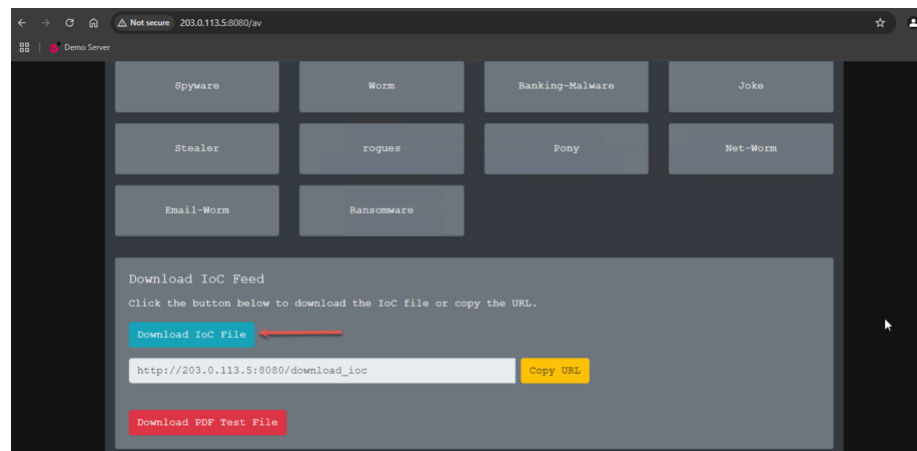 Not secure 203.0.113.5:8080/av
Demo Server
Spyware Worm Banking-Malware Joke
Stealer rogues Pony Net-Worm
Email-Worm Ransomware
Download IoC Feed
Click the button below to download the IoC file or copy the URL.
Download IoC File
http://203.0.113.5:8080/download_ioc Copy URL
Download PDF Test File